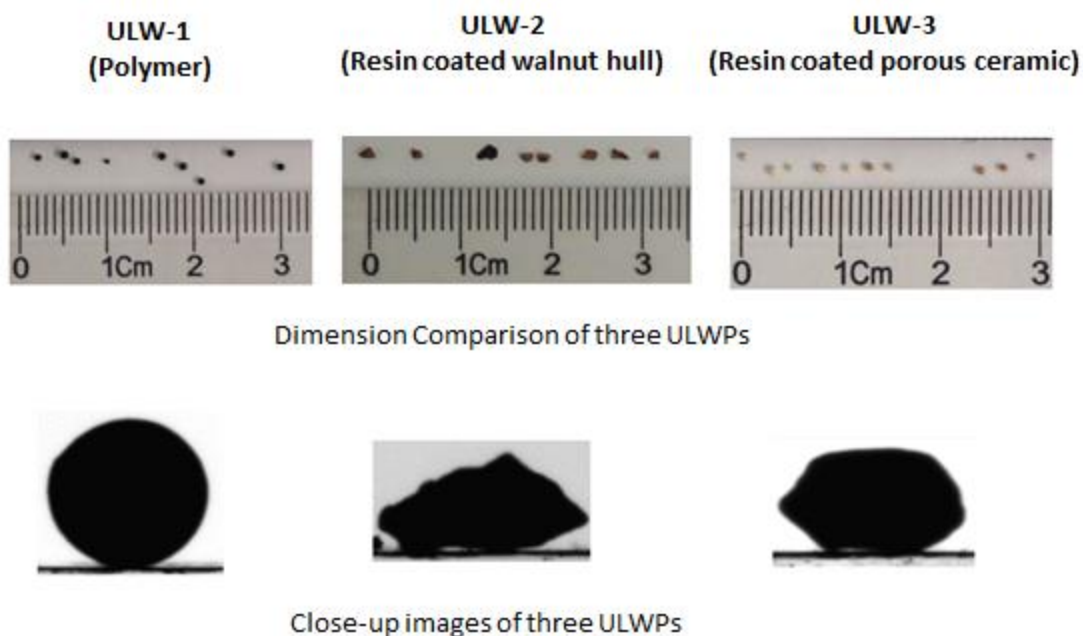 ULW-1
(Polymer)
ULW-2
(Resin coated walnut hull)
ULW-3
(Resin coated porous ceramic)
0 1Cm 2 3
0 1Cm 2 3
0 1Cm 2 3
Dimension Comparison of three ULWPs
Close-up images of three ULWPs